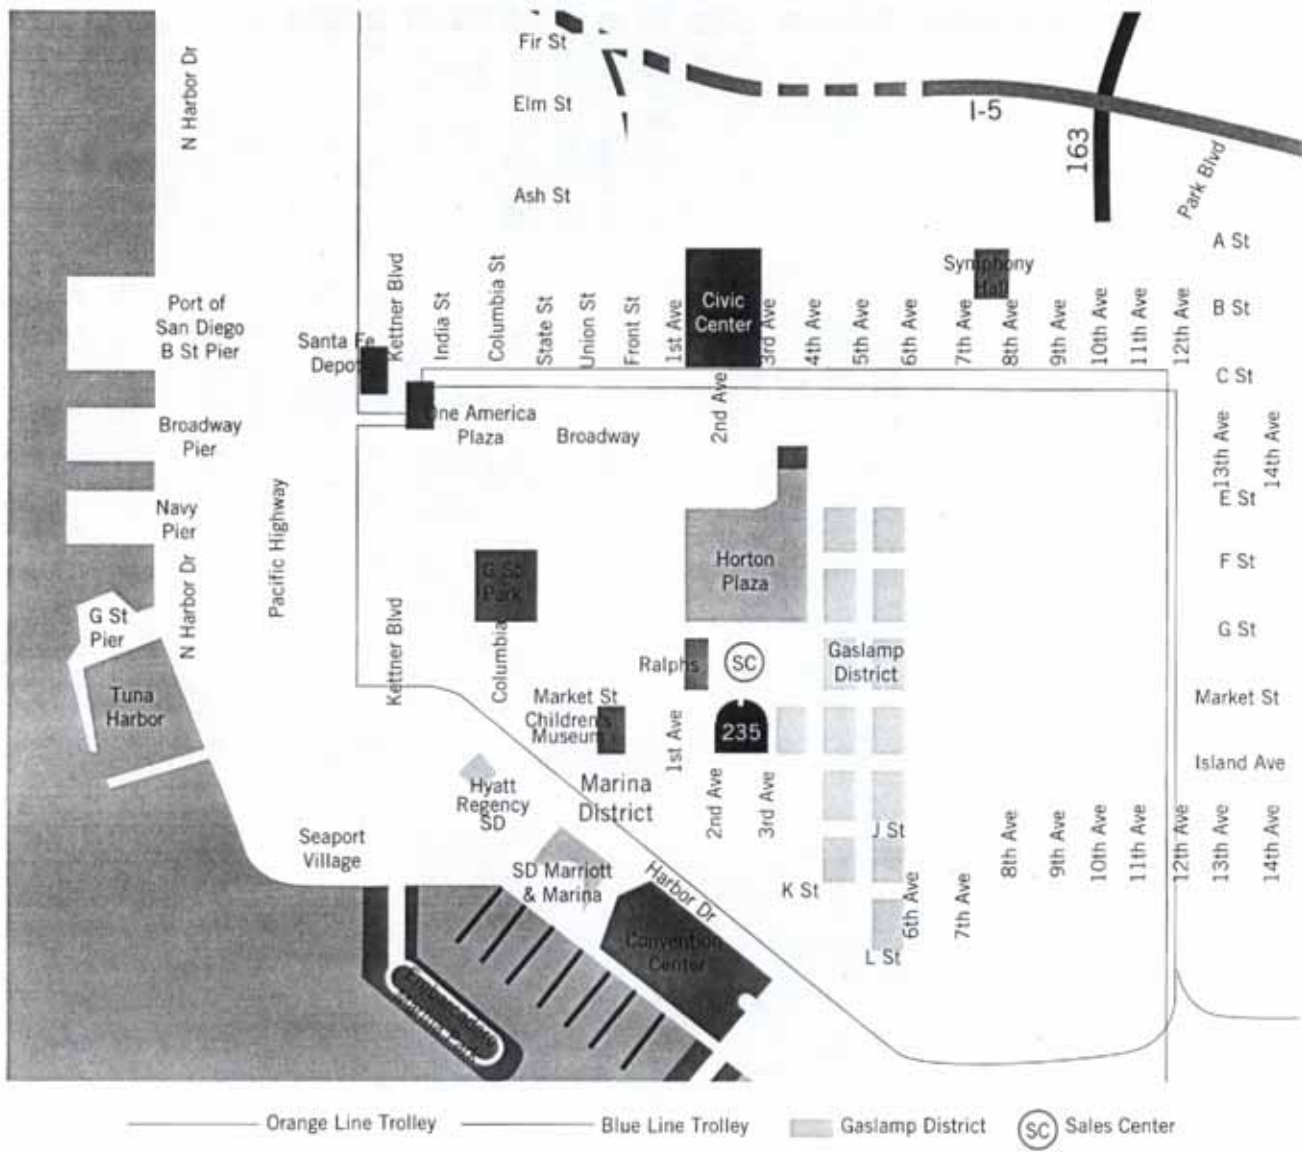 Fir St
N Harbor Dr
Elm St
I-5
163
Park Blvd
Ash St
A St
Symphony
Hall
Port of
San Diego
B St Pier
Santa Fe
Depot
Kettner Blvd
India St
Columbia St
State St
Union St
Front St
1st Ave
Civic
Center
3rd Ave
4th Ave
5th Ave
6th Ave
7th Ave
8th Ave
9th Ave
10th Ave
11th Ave
12th Ave
B St
C St
One America
Plaza
Broadway
2nd Ave
Broadway
Pier
13th Ave
14th Ave
E St
Navy
Pier
Pacific Highway
Horton
Plaza
F St
G St
Park
G St
Pier
N Harbor Dr
Kettner Blvd
Columbia
G St
Ralphs
SC
Gaslamp
District
Tuna
Harbor
Market St
Children's
Museum
1st Ave
235
Market St
Island Ave
Hyatt
Regency
SD
Marina
District
2nd Ave
3rd Ave
J St
8th Ave
9th Ave
10th Ave
11th Ave
12th Ave
13th Ave
14th Ave
Seaport
Village
SD Marriott
& Marina
Harbor Dr
K St
6th Ave
7th Ave
Convention
Center
L St
Embarcadero
Marina Park
Orange Line Trolley
Blue Line Trolley
Gaslamp District
SC
Sales Center